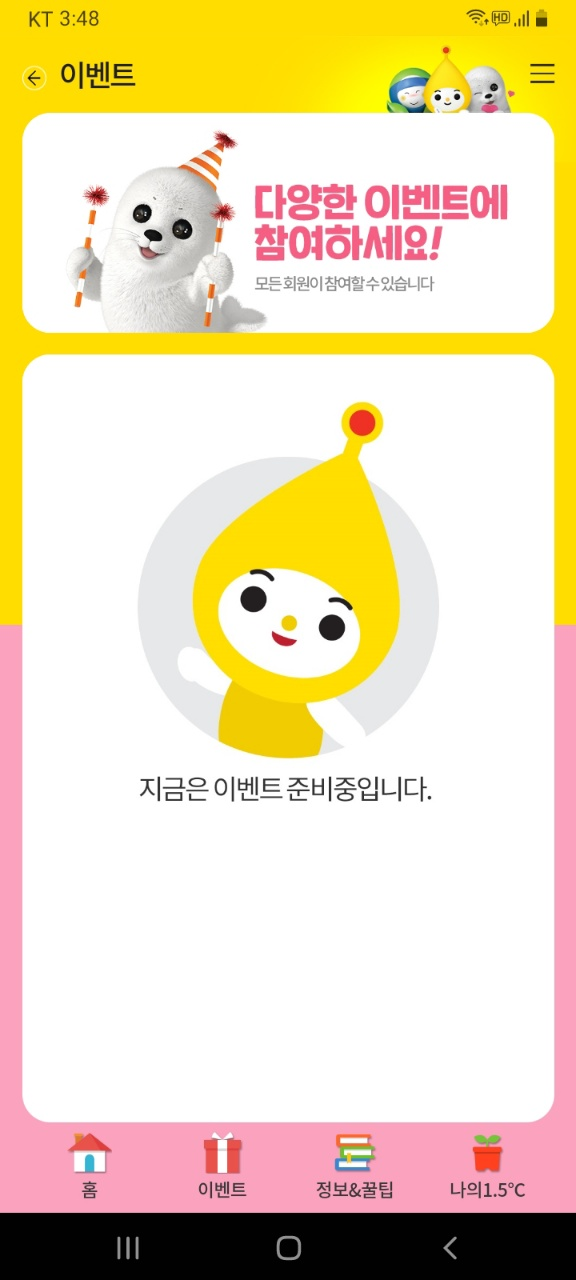 KT 3:48
HD
이벤트
다양한 이벤트에
참여하세요!
모든 회원이 참여할 수 있습니다
지금은 이벤트 준비중입니다.
홈
이벤트
정보&꿀팁
나의1.5℃